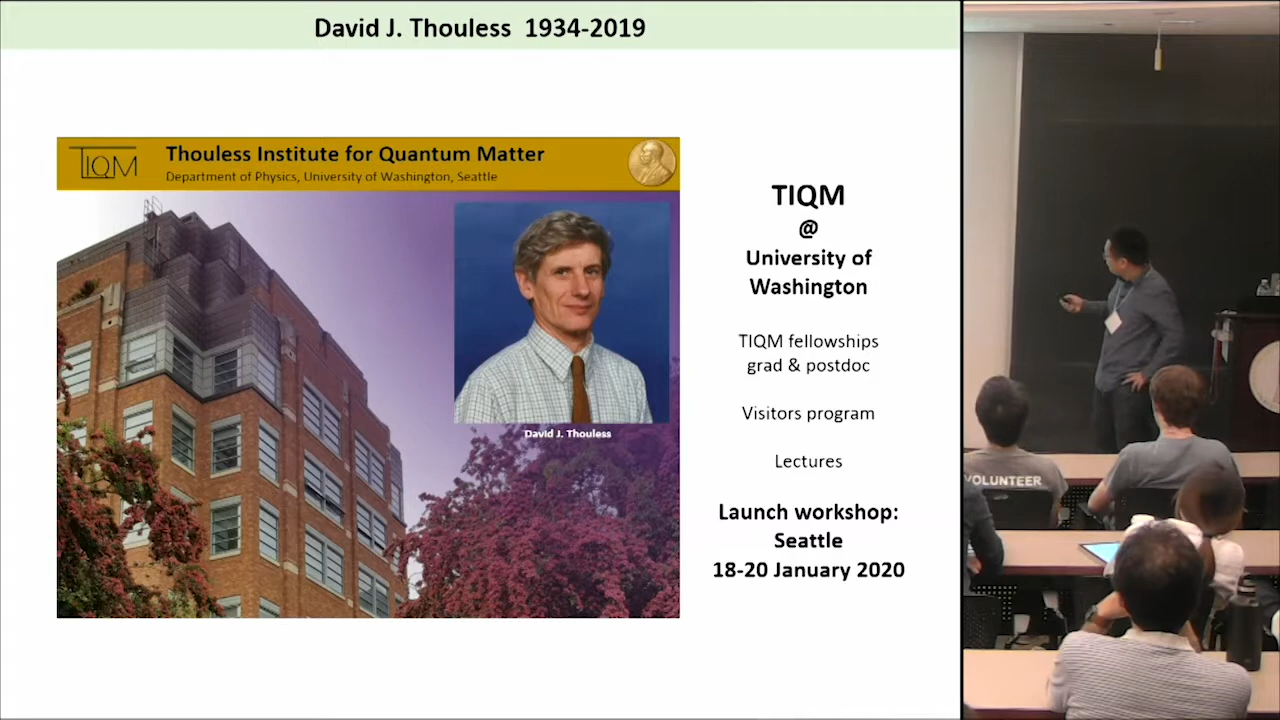 David J. Thouless 1934-2019
TIQM
Thouless Institute for Quantum Matter
Department of Physics, University of Washington, Seattle
David J. Thouless
TIQM
@
University of
Washington
TIQM fellowships
grad & postdoc
Visitors program
Lectures
Launch workshop:
Seattle
18-20 January 2020
VOLUNTEER